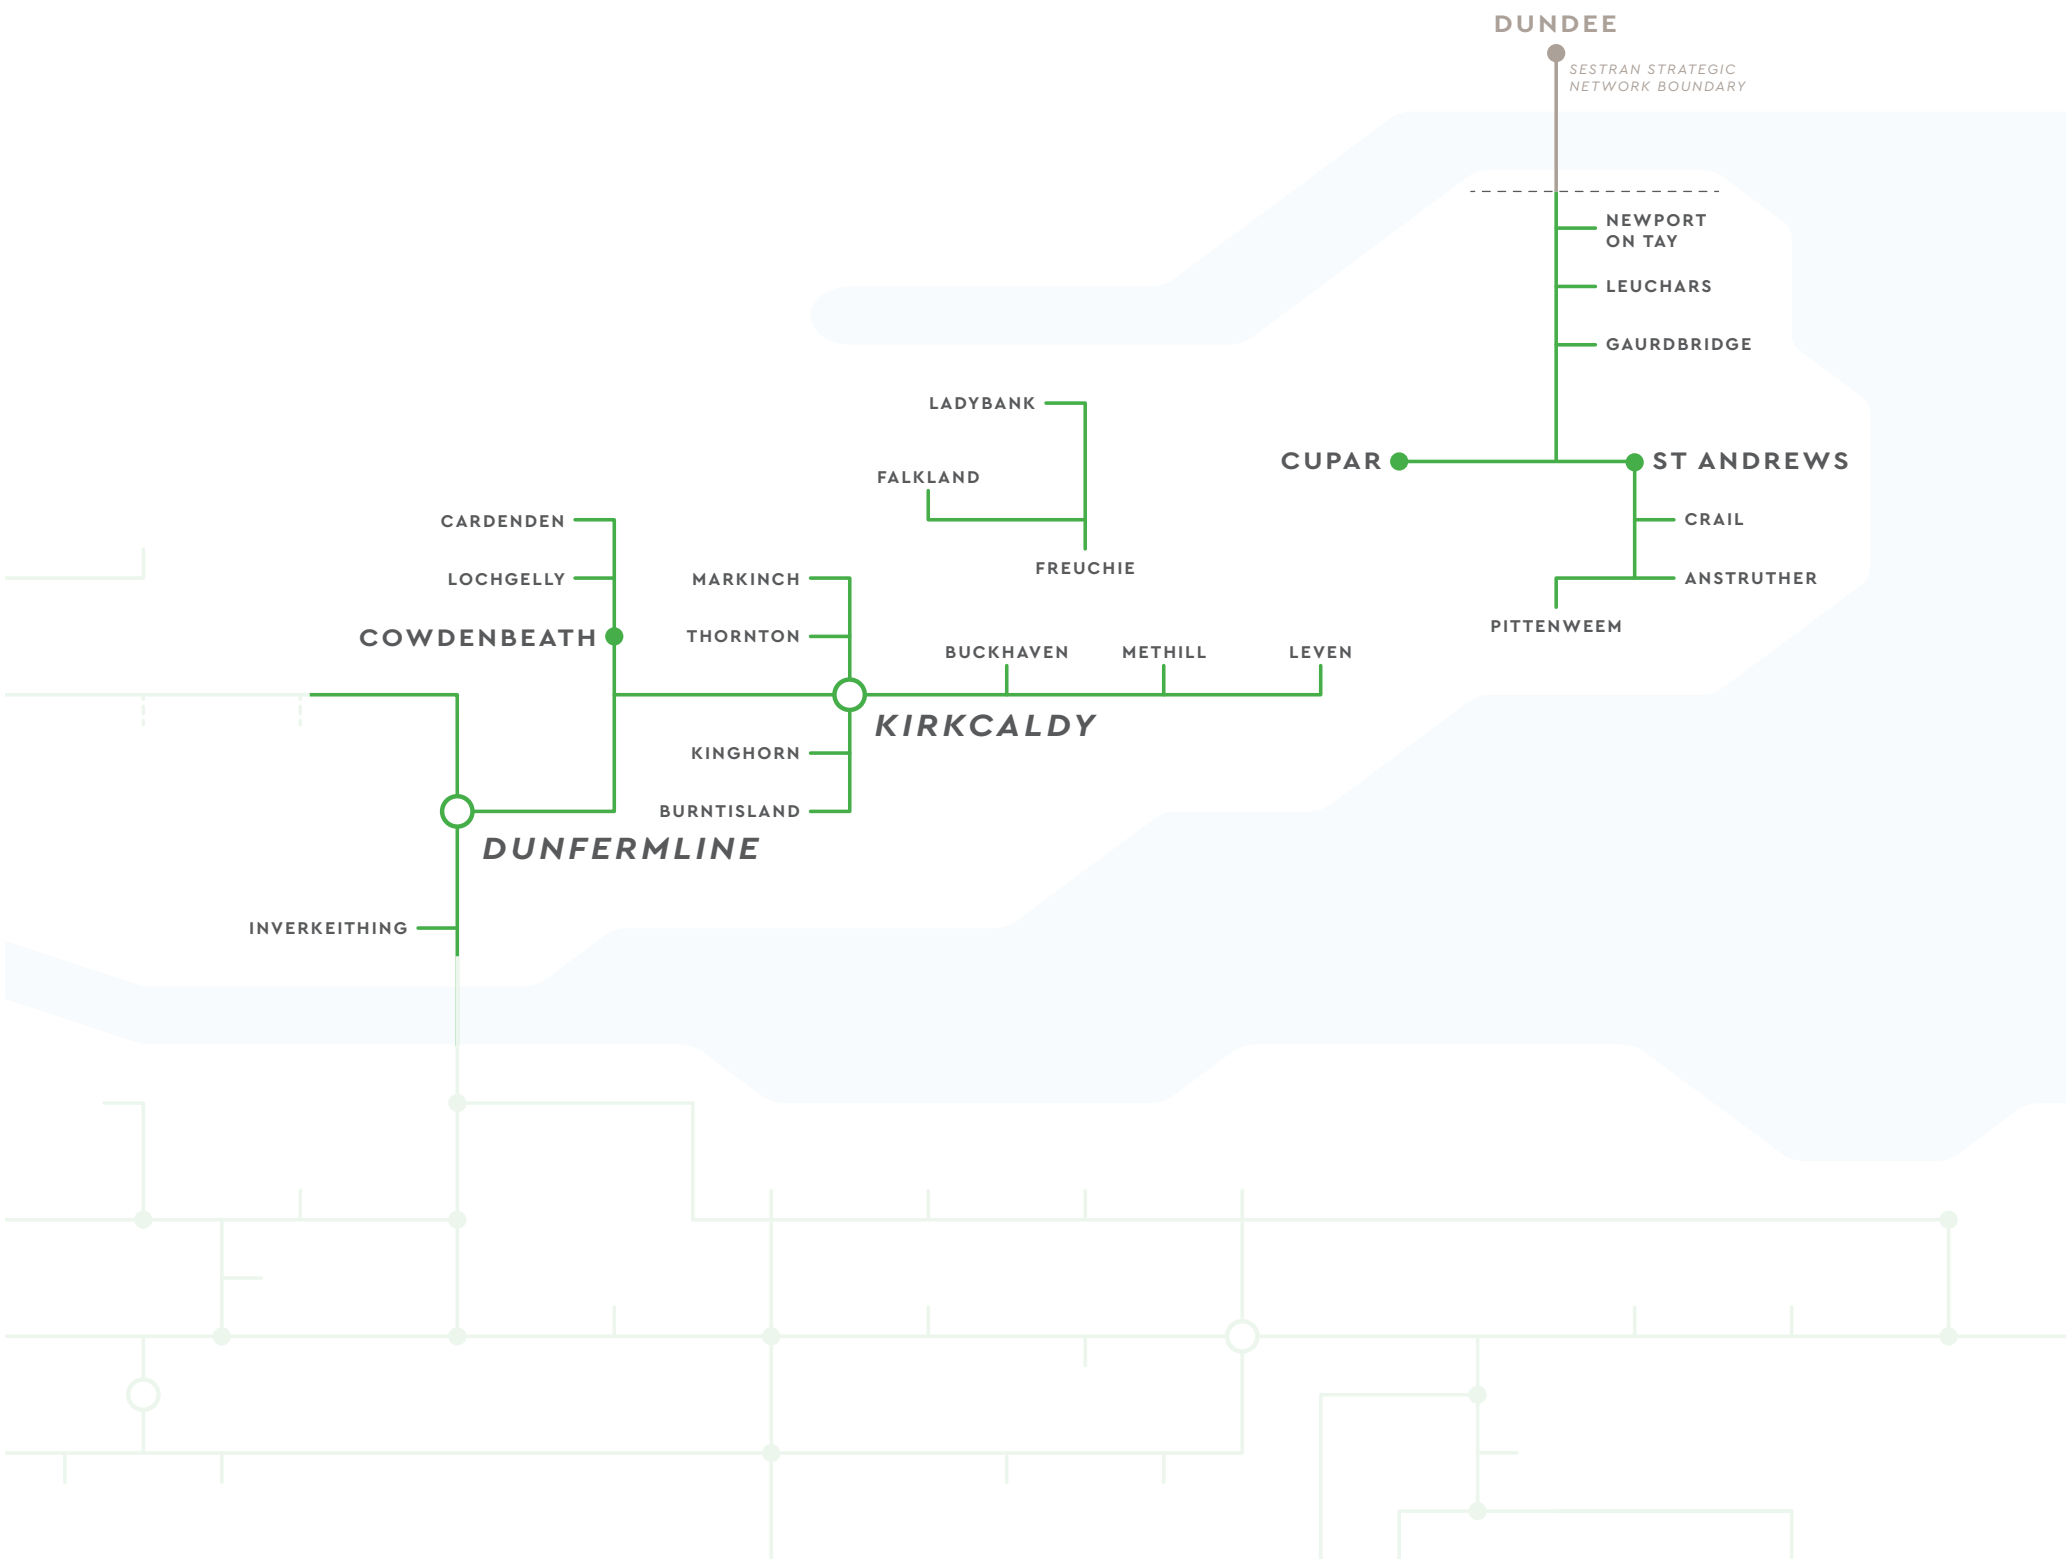 DUNDEE
SESTRAN STRATEGIC
NETWORK BOUNDARY
NEWPORT
ON TAY
LEUCHARS
GAURDBRIDGE
LADYBANK
CUPAR
ST ANDREWS
FALKLAND
CARDENDEN
CRAIL
FREUCHIE
LOCHGELLY
MARKINCH
ANSTRUTHER
COWDENBEATH
THORNTON
PITTENWEEM
BUCKHAVEN
METHILL
LEVEN
KIRKCALDY
KINGHORN
BURNTISLAND
DUNFERMLINE
INVERKEITHING